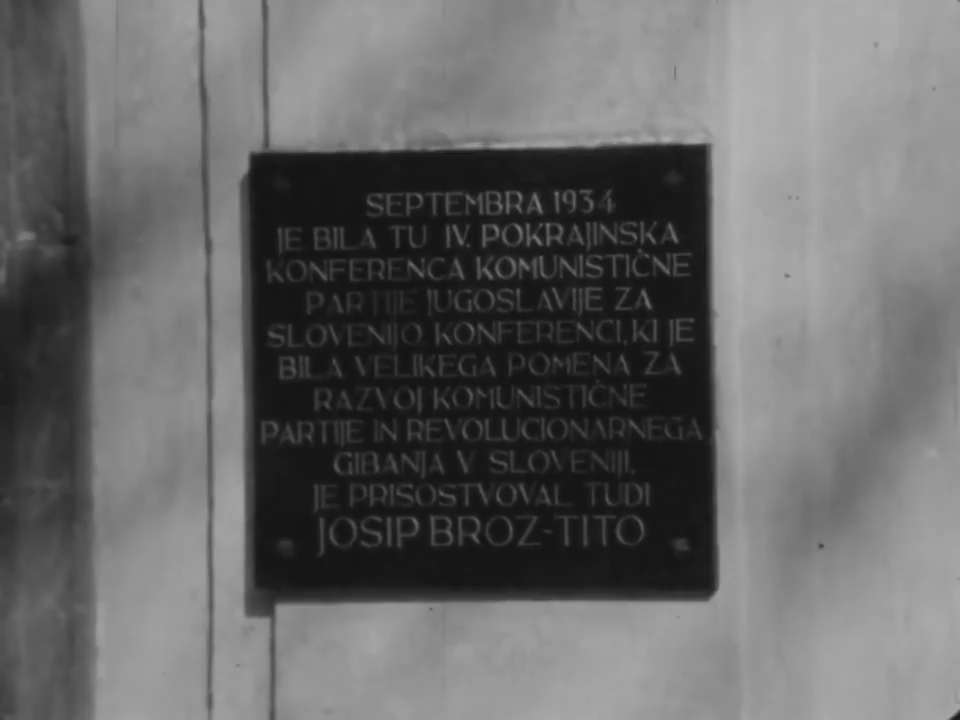 SEPTEMBRA 1934
JE BILA TU IV. POKRAJINSKA
KONFERENCA KOMUNISTIČNE
PARTIJE JUGOSLAVIJE ZA
SLOVENIJO. KONFERENCI, KI JE
BILA VELIKEGA POMENA ZA
RAZVOJ KOMUNISTIČNE
PARTIJE IN REVOLUCIONARNEGA
GIBANJA V SLOVENIJI,
JE PRISOSTVOVAL TUDI
JOSIP BROZ-TITO